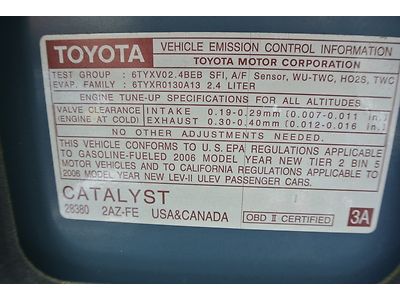 TOYOTA VEHICLE EMISSION CONTROL INFORMATION
TOYOTA MOTOR CORPORATION
TEST GROUP : 6TYXV02.4BEB SFI, A/F Sensor, WU-TWC, HO2S, TWC
EVAP. FAMILY : 6TYXR0130A13 2.4 LITER
ENGINE TUNE-UP SPECIFICATIONS FOR ALL ALTITUDES
VALVE CLEARANCE INTAKE 0.19-0.29mm (0.007-0.011 in.)
(ENGINE AT COLD) EXHAUST 0.30-0.40mm (0.012-0.016 in.)
NO OTHER ADJUSTMENTS NEEDED.
THIS VEHICLE CONFORMS TO U.S. EPA REGULATIONS APPLICABLE
TO GASOLINE-FUELED 2006 MODEL YEAR NEW TIER 2 BIN 5
MOTOR VEHICLES AND TO CALIFORNIA REGULATIONS APPLICABLE TO
2006 MODEL YEAR NEW LEV-II ULEV PASSENGER CARS.
CATALYST
28380 2AZ-FE USA&CANADA
OBD II CERTIFIED 3A